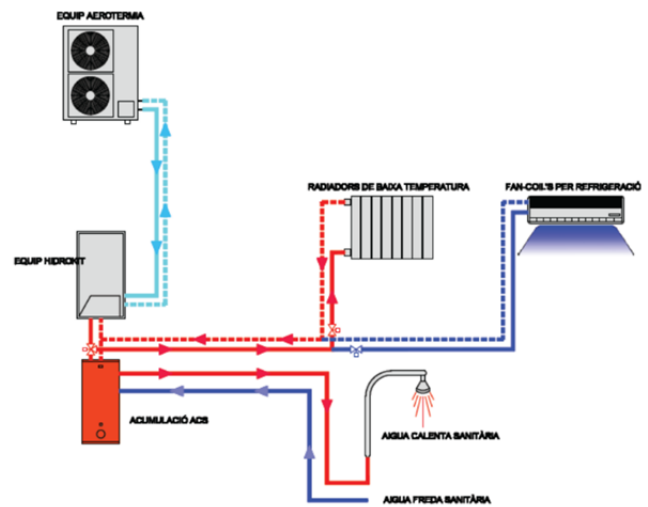 EQUIP AEROTERMIA
RADIADORS DE BAIXA TEMPERATURA
FAN-COIL'S PER REFRIGERACIÓ
EQUIP HIDROKIT
ACUMULACIÓ ACS
AIGUA CALENTA SANITÀRIA
AIGUA FREDA SANITÀRIA